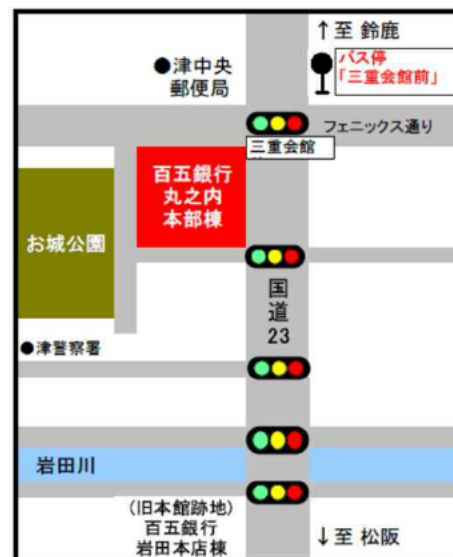 ↑至 鈴鹿
バス停
「三重会館前」
●津中央
郵便局
フェニックス通り
三重会館
百五銀行
丸之内
本部棟
お城公園
国
道
23
●津警察署
岩田川
（旧本館跡地）
百五銀行
岩田本店棟
↓至 松阪